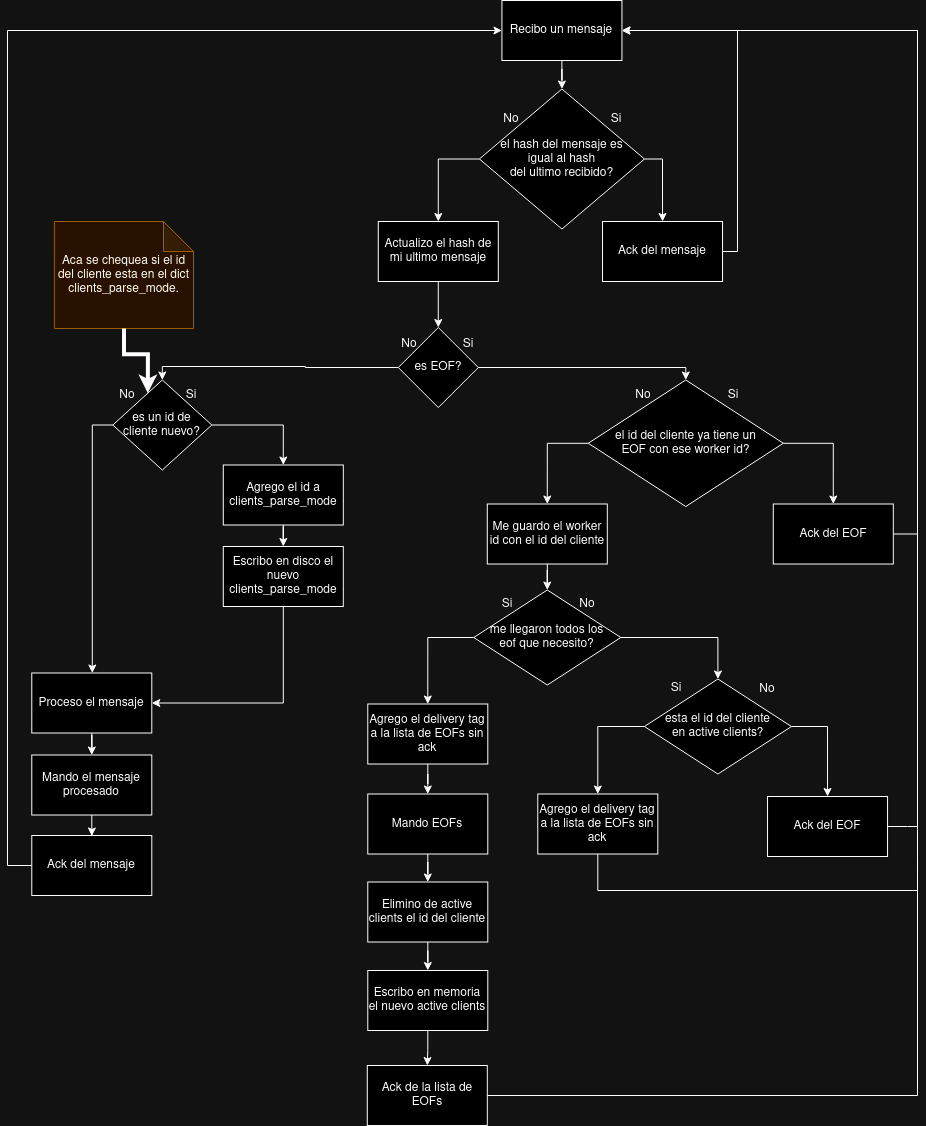 Recibo un mensaje
No
Si
el hash del mensaje es
igual al hash
del ultimo recibido?
Actualizo el hash de
mi ultimo mensaje
Ack del mensaje
Aca se chequea si el id
del cliente esta en el dict
clients_parse_mode.
No
Si
es EOF?
No
Si
es un id de
cliente nuevo?
No
Si
el id del cliente ya tiene un
EOF con ese worker id?
Agrego el id a
clients_parse_mode
Me guardo el worker
id con el id del cliente
Ack del EOF
Escribo en disco el
nuevo
clients_parse_mode
Si
No
me llegaron todos los
eof que necesito?
Proceso el mensaje
Si
No
esta el id del cliente
en active clients?
Agrego el delivery tag
a la lista de EOFs sin
ack
Mando el mensaje
procesado
Mando EOFs
Agrego el delivery tag
a la lista de EOFs sin
ack
Ack del EOF
Ack del mensaje
Elimino de active
clients el id del cliente
Escribo en memoria
el nuevo active clients
Ack de la lista de
EOFs